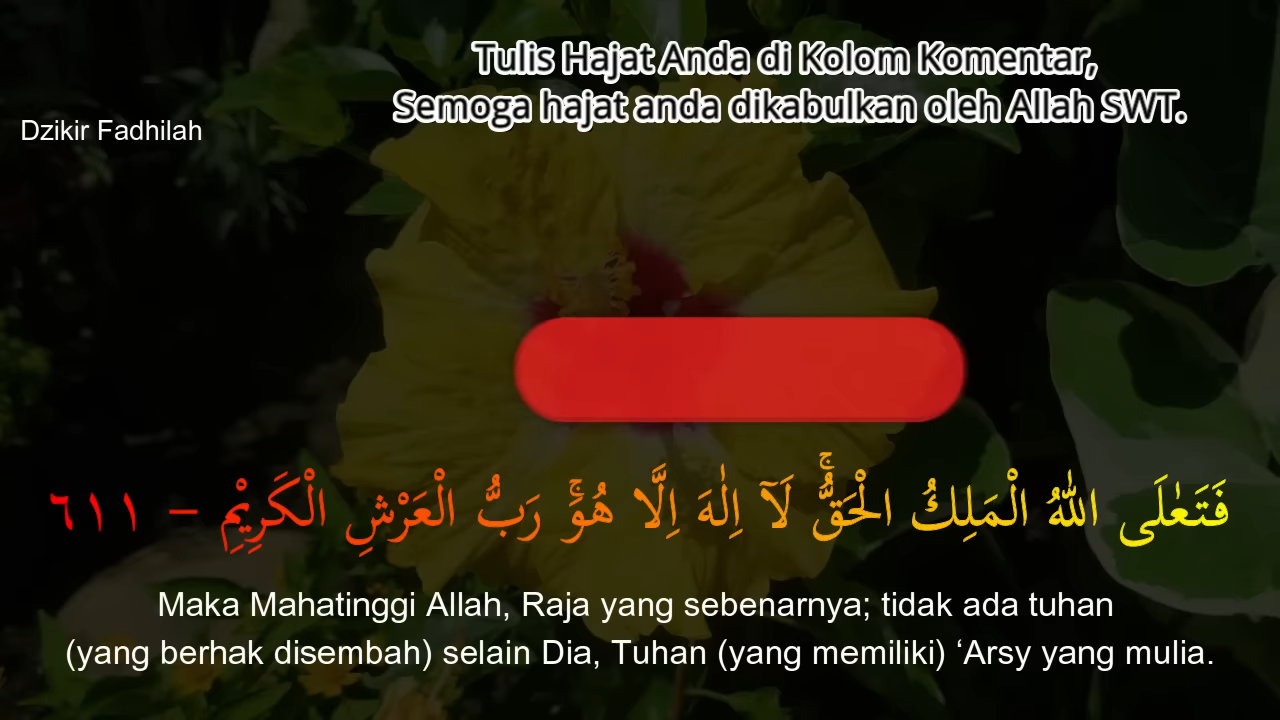 Tulis Hajat Anda di Kolom Komentar,
Semoga hajat anda dikabulkan oleh Allah SWT.
Dzikir Fadhilah
فَتَعٰلَى اللّٰهُ الْمَلِكُ الْحَقُّۚ لَآ اِلٰهَ اِلَّا هُوَۚ رَبُّ الْعَرْشِ الْكَرِيْمِ – ٦١١
Maka Mahatinggi Allah, Raja yang sebenarnya; tidak ada tuhan
(yang berhak disembah) selain Dia, Tuhan (yang memiliki) ‘Arsy yang mulia.